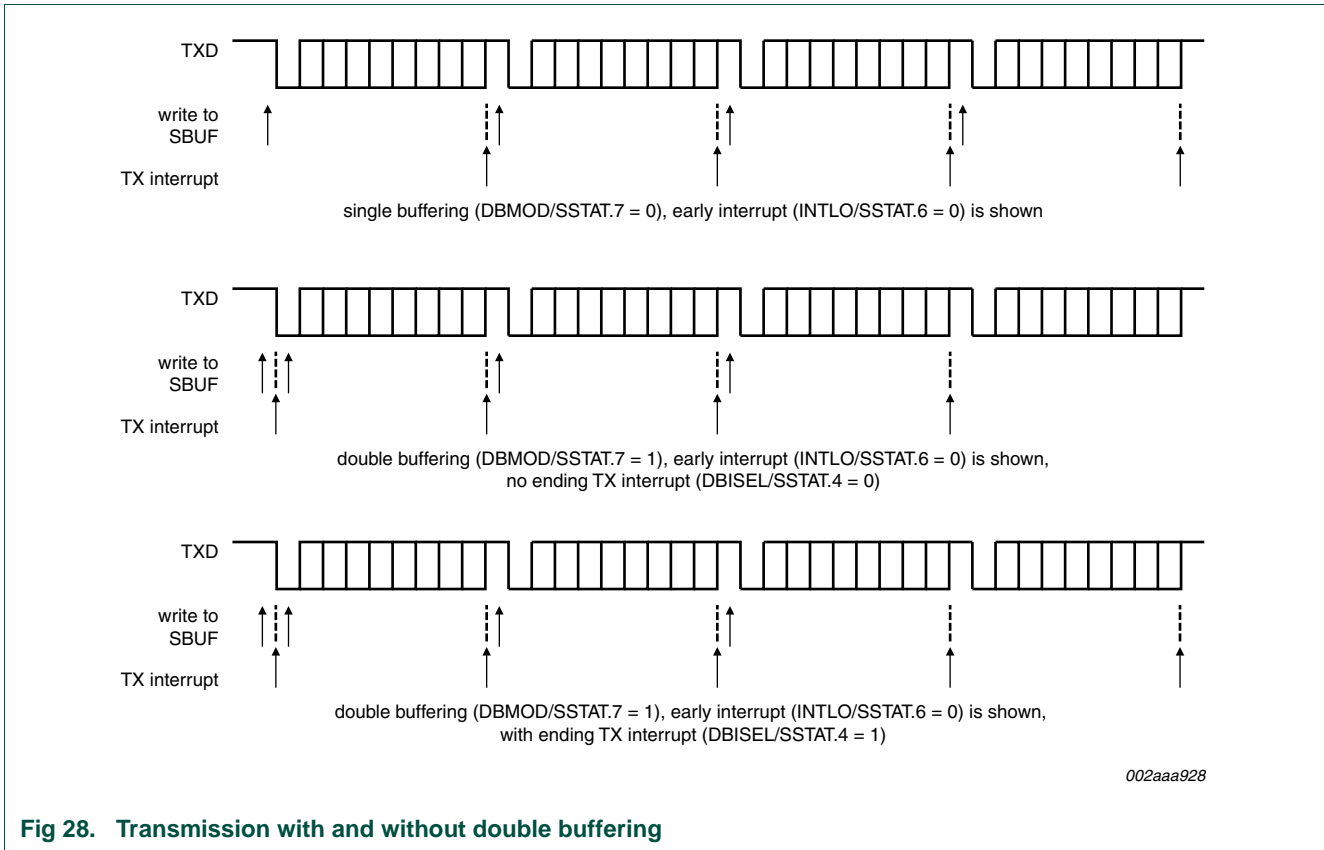 TXD
write to
SBUF
TX interrupt
single buffering (DBMOD/SSTAT.7 = 0), early interrupt (INTLO/SSTAT.6 = 0) is shown
TXD
write to
SBUF
TX interrupt
double buffering (DBMOD/SSTAT.7 = 1), early interrupt (INTLO/SSTAT.6 = 0) is shown,
no ending TX interrupt (DBISEL/SSTAT.4 = 0)
TXD
write to
SBUF
TX interrupt
double buffering (DBMOD/SSTAT.7 = 1), early interrupt (INTLO/SSTAT.6 = 0) is shown,
with ending TX interrupt (DBISEL/SSTAT.4 = 1)
002aaa928
Fig 28. Transmission with and without double buffering